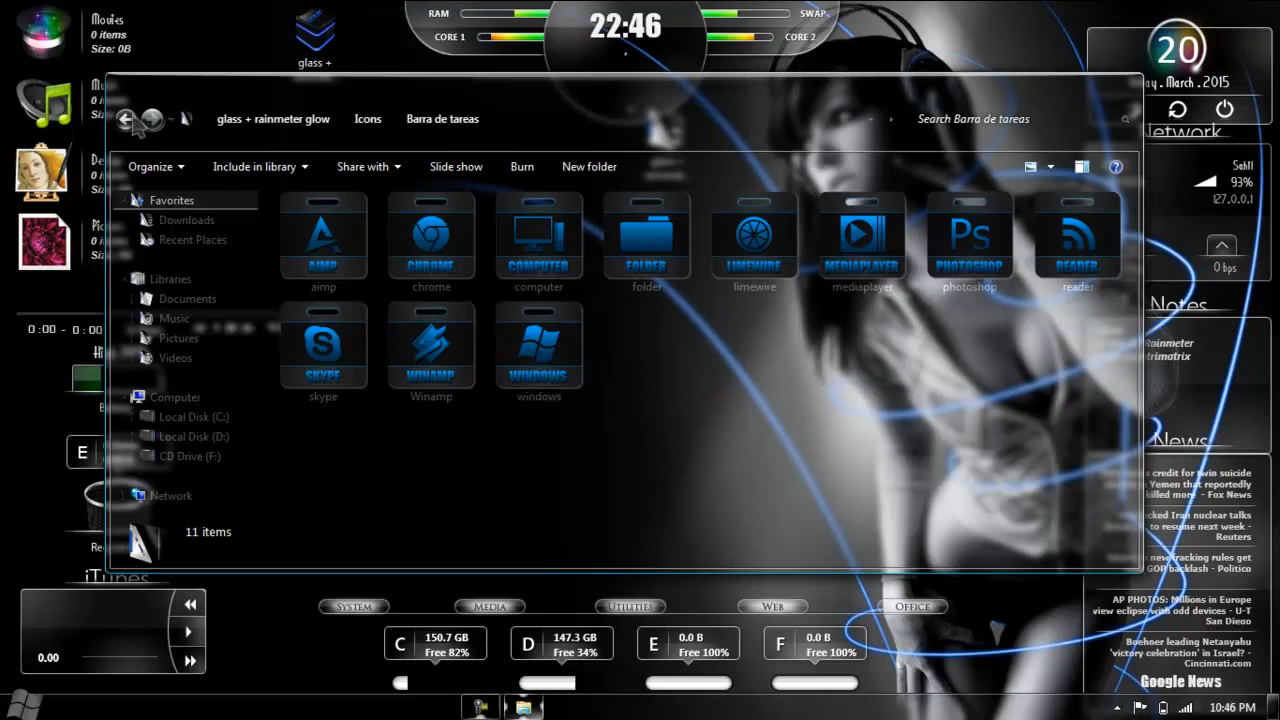 Movies
0 items
Size: 0B
glass +
RAM
CORE 1
22:46
SWAP
CORE 2
20
. March . 2015
glass + rainmeter glow
Icons
Barra de tareas
Search Barra de tareas
Organize
Include in library
Share with
Slide show
Burn
New folder
Favorites
Downloads
Recent Places
Libraries
Documents
Music
Pictures
Videos
Computer
Local Disk (C:)
Local Disk (D:)
CD Drive (F:)
Network
AIMP
aimp
CHROME
chrome
COMPUTER
computer
FOLDER
folder
LIMEWIRE
limewire
MEDIAPLAYER
mediaplayer
Ps
PHOTOSHOP
photoshop
READER
reader
SKYPE
skype
WINAMP
Winamp
WINDOWS
windows
11 items
0:00 - 0:00
E
iTunes
0.00
Network
Sahll
93%
127.0.0.1
0 bps
Notes
Rainmeter
News
credit for twin suicide
Yemen that reportedly
killed more - Fox News
Iran nuclear talks
to resume next week -
Reuters
new tracking rules get
GOP backlash - Politico
AP PHOTOS: Millions in Europe
view eclipse with odd devices - U-T
San Diego
Boehner leading Netanyahu
'victory celebration' in Israel? -
Cincinnati.com
Google News
SYSTEM
MEDIA
UTILITIES
WEB
OFFICE
C
150.7 GB
Free 82%
D
147.3 GB
Free 34%
E
0.0 B
Free 100%
F
0.0 B
Free 100%
10:46 PM